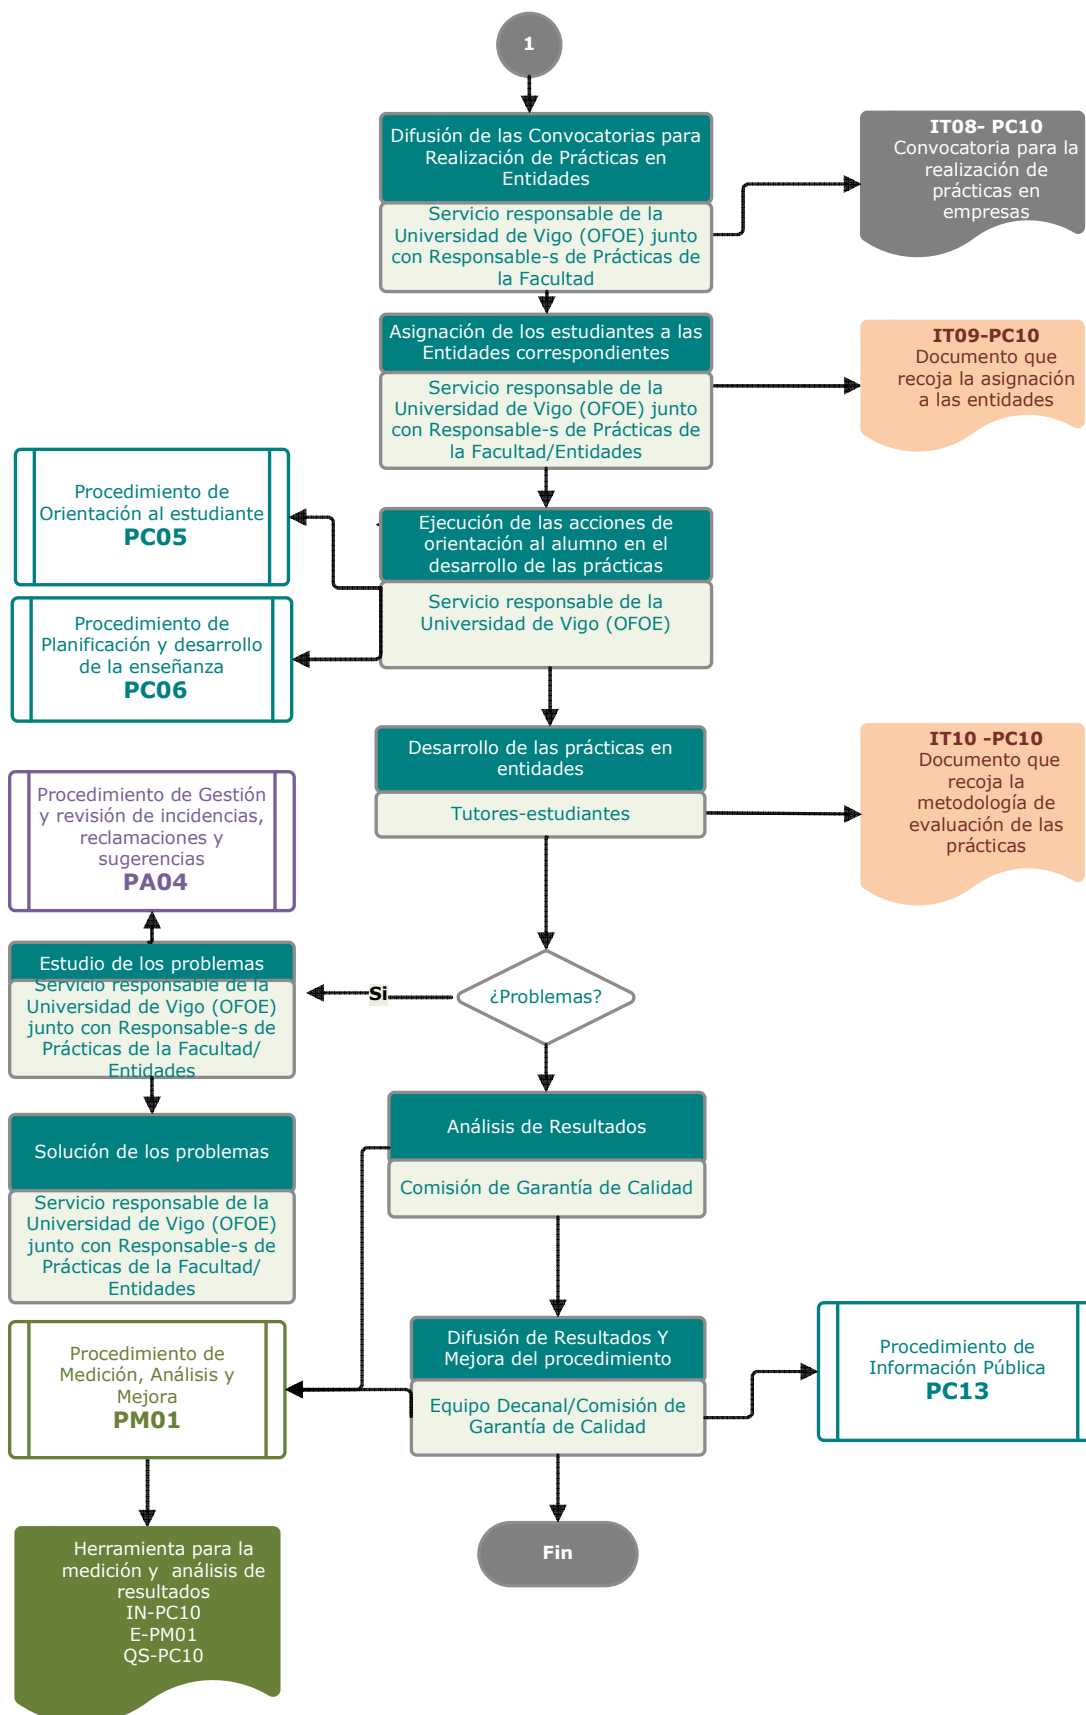 1
Difusión de las Convocatorias para
Realización de Prácticas en
Entidades
Servicio responsable de la
Universidad de Vigo (OFOE) junto
con Responsable-s de Prácticas de
la Facultad
IT08- PC10
Convocatoria para la
realización de
prácticas en
empresas
Asignación de los estudiantes a las
Entidades correspondientes
Servicio responsable de la
Universidad de Vigo (OFOE) junto
con Responsable-s de Prácticas de
la Facultad/Entidades
IT09-PC10
Documento que
recoja la asignación
a las entidades
Procedimiento de
Orientación al estudiante
PC05
Ejecución de las acciones de
orientación al alumno en el
desarrollo de las prácticas
Servicio responsable de la
Universidad de Vigo (OFOE)
Procedimiento de
Planificación y desarrollo
de la enseñanza
PC06
Desarrollo de las prácticas en
entidades
Tutores-estudiantes
IT10 -PC10
Documento que
recoja la
metodología de
evaluación de las
prácticas
Procedimiento de Gestión
y revisión de incidencias,
reclamaciones y
sugerencias
PA04
Estudio de los problemas
Servicio responsable de la
Universidad de Vigo (OFOE)
junto con Responsable-s de
Prácticas de la Facultad/
Entidades
Si
¿Problemas?
Solución de los problemas
Servicio responsable de la
Universidad de Vigo (OFOE)
junto con Responsable-s de
Prácticas de la Facultad/
Entidades
Análisis de Resultados
Comisión de Garantía de Calidad
Procedimiento de
Medición, Análisis y
Mejora
PM01
Difusión de Resultados Y
Mejora del procedimiento
Equipo Decanal/Comisión de
Garantía de Calidad
Procedimiento de
Información Pública
PC13
Herramienta para la
medición y  análisis de
resultados
IN-PC10
E-PM01
QS-PC10
Fin